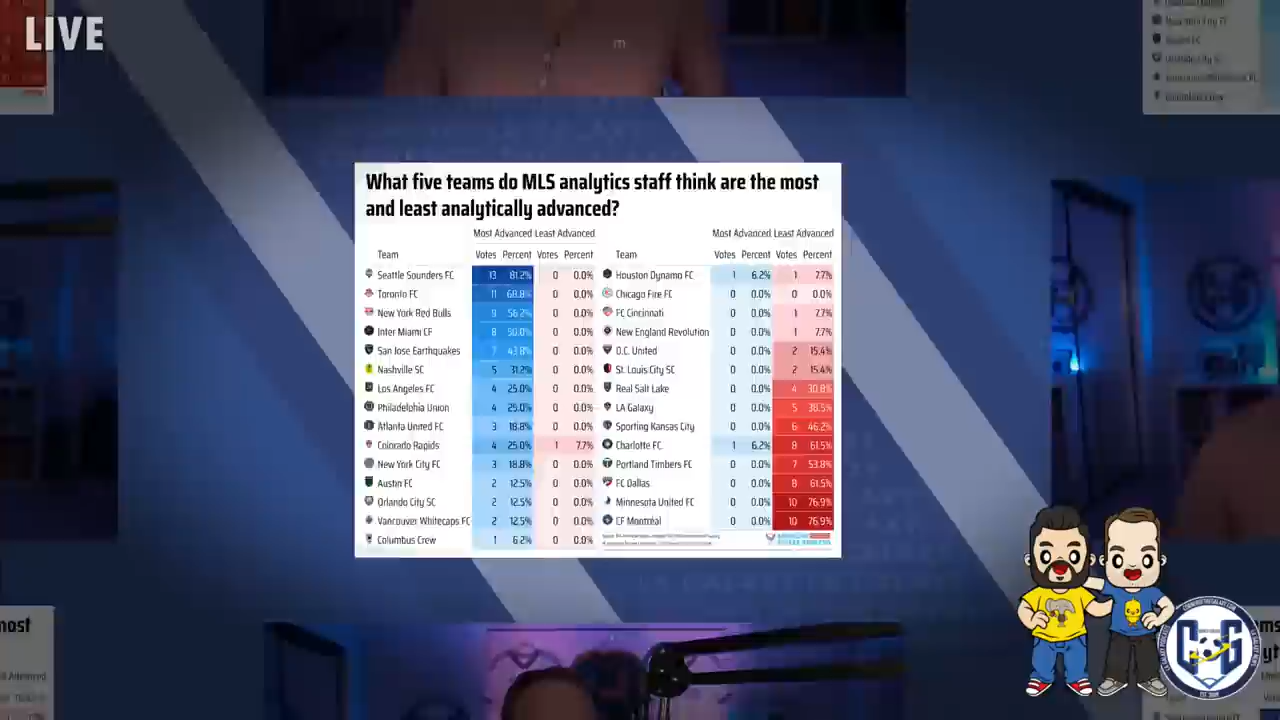 LIVE
What five teams do MLS analytics staff think are the most
and least analytically advanced?
Most Advanced Least Advanced
Team Votes Percent Votes Percent
Seattle Sounders FC 13 81.2% 0 0.0%
Toronto FC 11 68.8% 0 0.0%
New York Red Bulls 9 56.2% 0 0.0%
Inter Miami CF 8 50.0% 0 0.0%
San Jose Earthquakes 7 43.8% 0 0.0%
Nashville SC 5 31.2% 0 0.0%
Los Angeles FC 4 25.0% 0 0.0%
Philadelphia Union 4 25.0% 0 0.0%
Atlanta United FC 3 18.8% 0 0.0%
Colorado Rapids 4 25.0% 1 7.7%
New York City FC 3 18.8% 0 0.0%
Austin FC 2 12.5% 0 0.0%
Orlando City SC 2 12.5% 0 0.0%
Vancouver Whitecaps FC 2 12.5% 0 0.0%
Columbus Crew 1 6.2% 0 0.0%
Most Advanced Least Advanced
Team Votes Percent Votes Percent
Houston Dynamo FC 1 6.2% 1 7.7%
Chicago Fire FC 0 0.0% 0 0.0%
FC Cincinnati 0 0.0% 1 7.7%
New England Revolution 0 0.0% 1 7.7%
D.C. United 0 0.0% 2 15.4%
St. Louis City SC 0 0.0% 2 15.4%
Real Salt Lake 0 0.0% 4 30.8%
LA Galaxy 0 0.0% 5 38.5%
Sporting Kansas City 0 0.0% 6 46.2%
Charlotte FC 1 6.2% 8 61.5%
Portland Timbers FC 0 0.0% 7 53.8%
FC Dallas 0 0.0% 8 61.5%
Minnesota United FC 0 0.0% 10 76.9%
CF Montréal 0 0.0% 10 76.9%